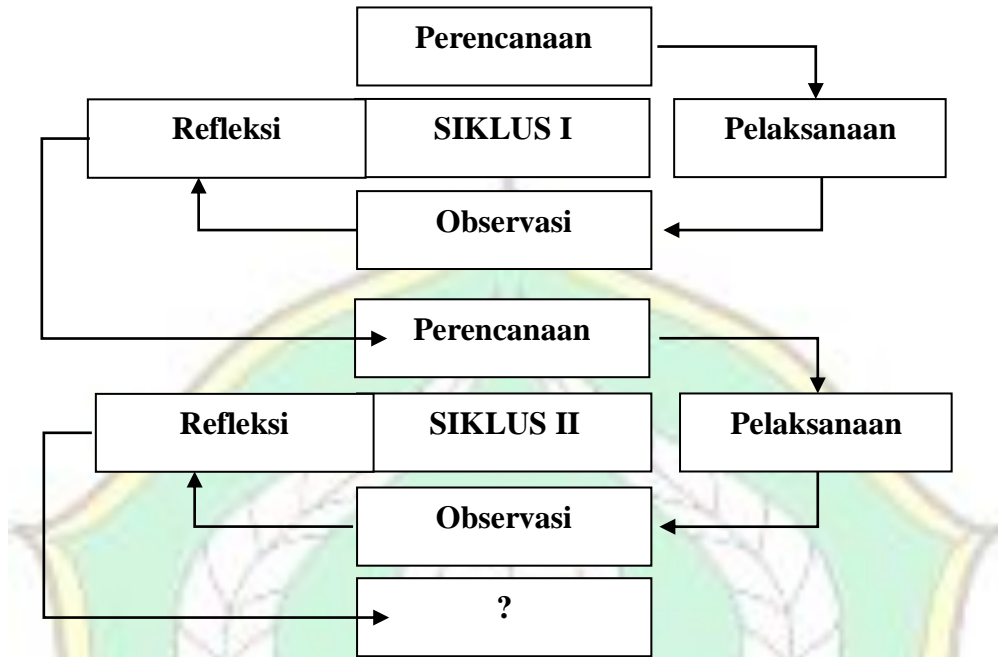 Perencanaan
Refleksi
SIKLUS I
Pelaksanaan
Observasi
Perencanaan
Refleksi
SIKLUS II
Pelaksanaan
Observasi
?